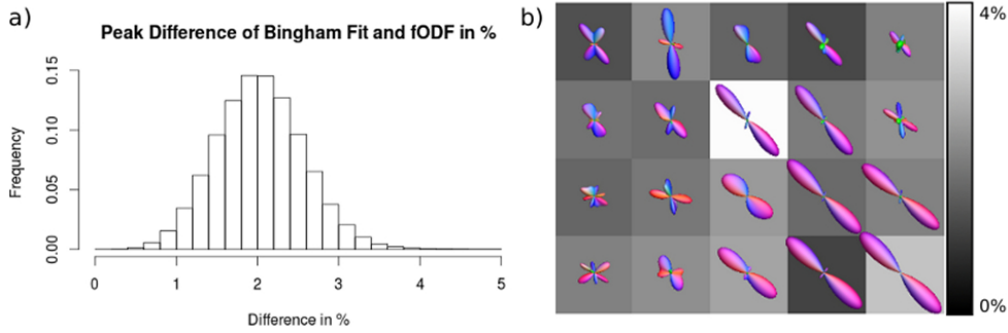 a)
Peak Difference of Bingham Fit and fODF in %
Frequency
0.15
0.10
0.05
0.00
0 1 2 3 4 5
Difference in %
b)
4%
0%